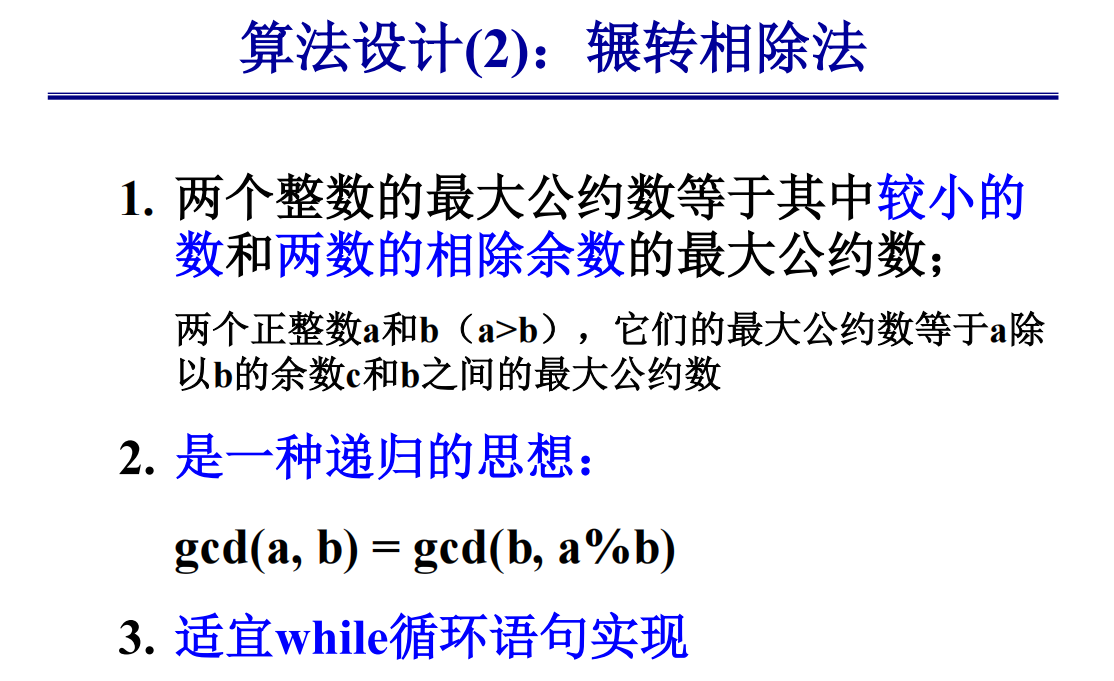 算法设计(2)：辗转相除法
1. 两个整数的最大公约数等于其中较小的
数和两数的相除余数的最大公约数；
两个正整数a和b（a>b），它们的最大公约数等于a除
以b的余数c和b之间的最大公约数
2. 是一种递归的思想：
gcd(a, b) = gcd(b, a%b)
3. 适宜while循环语句实现